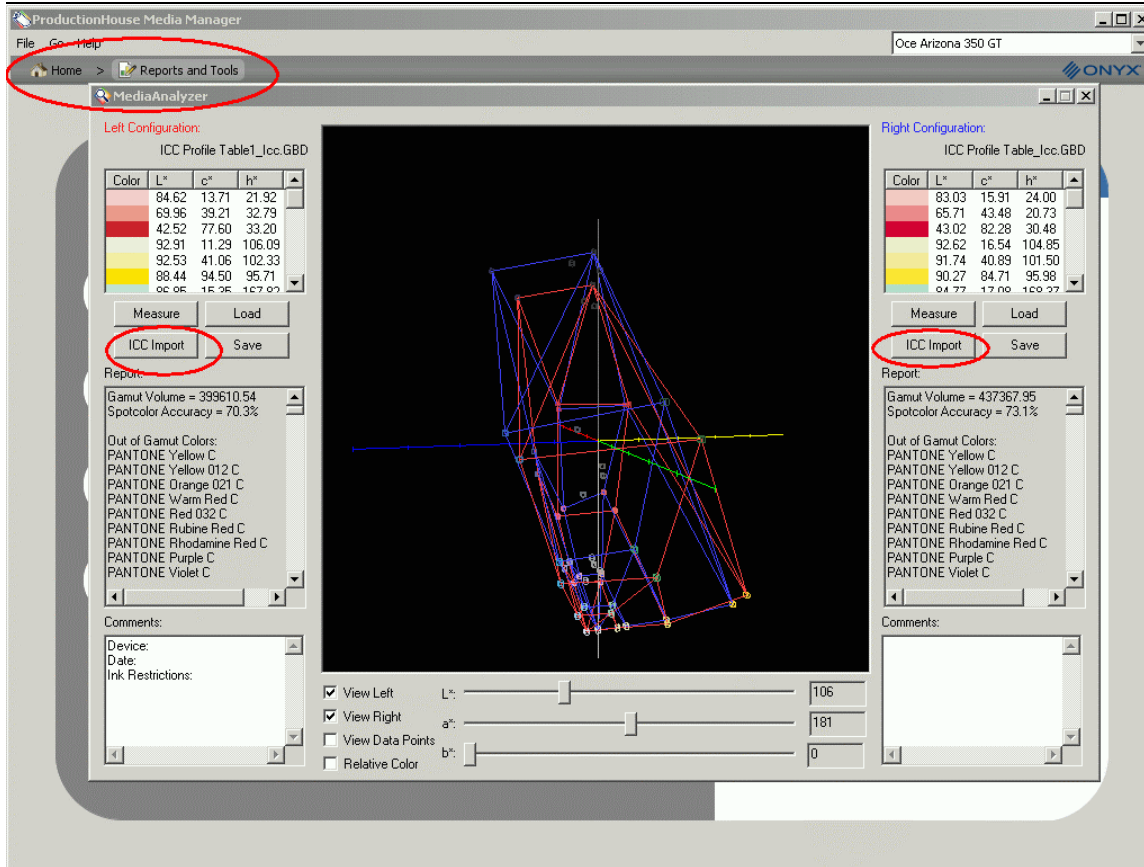 ProductionHouse Media Manager
File Go Help
Oce Arizona 350 GT
Home > Reports and Tools
ONYX
MediaAnalyzer
Left Configuration:
ICC Profile Table1_Icc.GBD
Color L* c* h*
84.62 13.71 21.92
69.96 39.21 32.79
42.52 77.60 33.20
92.91 11.29 106.09
92.53 41.06 102.33
88.44 94.50 95.71
Measure Load
ICC Import Save
Report:
Gamut Volume = 399610.54
Spotcolor Accuracy = 70.3%
Out of Gamut Colors:
PANTONE Yellow C
PANTONE Yellow 012 C
PANTONE Orange 021 C
PANTONE Warm Red C
PANTONE Red 032 C
PANTONE Rubine Red C
PANTONE Rhodamine Red C
PANTONE Purple C
PANTONE Violet C
Comments:
Device:
Date:
Ink Restrictions:
View Left
View Right
View Data Points
Relative Color
L*: 106
a*: 181
b*: 0
Right Configuration:
ICC Profile Table_Icc.GBD
Color L* c* h*
83.03 15.91 24.00
65.71 43.48 20.73
43.02 82.28 30.48
92.62 16.54 104.85
91.74 40.89 101.50
90.27 84.71 95.98
Measure Load
ICC Import Save
Report:
Gamut Volume = 437367.95
Spotcolor Accuracy = 73.1%
Out of Gamut Colors:
PANTONE Yellow C
PANTONE Yellow 012 C
PANTONE Orange 021 C
PANTONE Warm Red C
PANTONE Red 032 C
PANTONE Rubine Red C
PANTONE Rhodamine Red C
PANTONE Purple C
PANTONE Violet C
Comments: